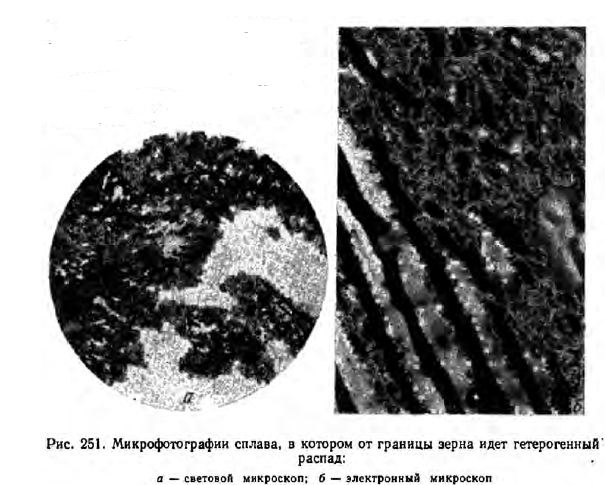 а
б
Рис. 251. Микрофотографии сплава, в котором от границы зерна идет гетерогенный
распад:
а — световой микроскоп; б — электронный микроскоп